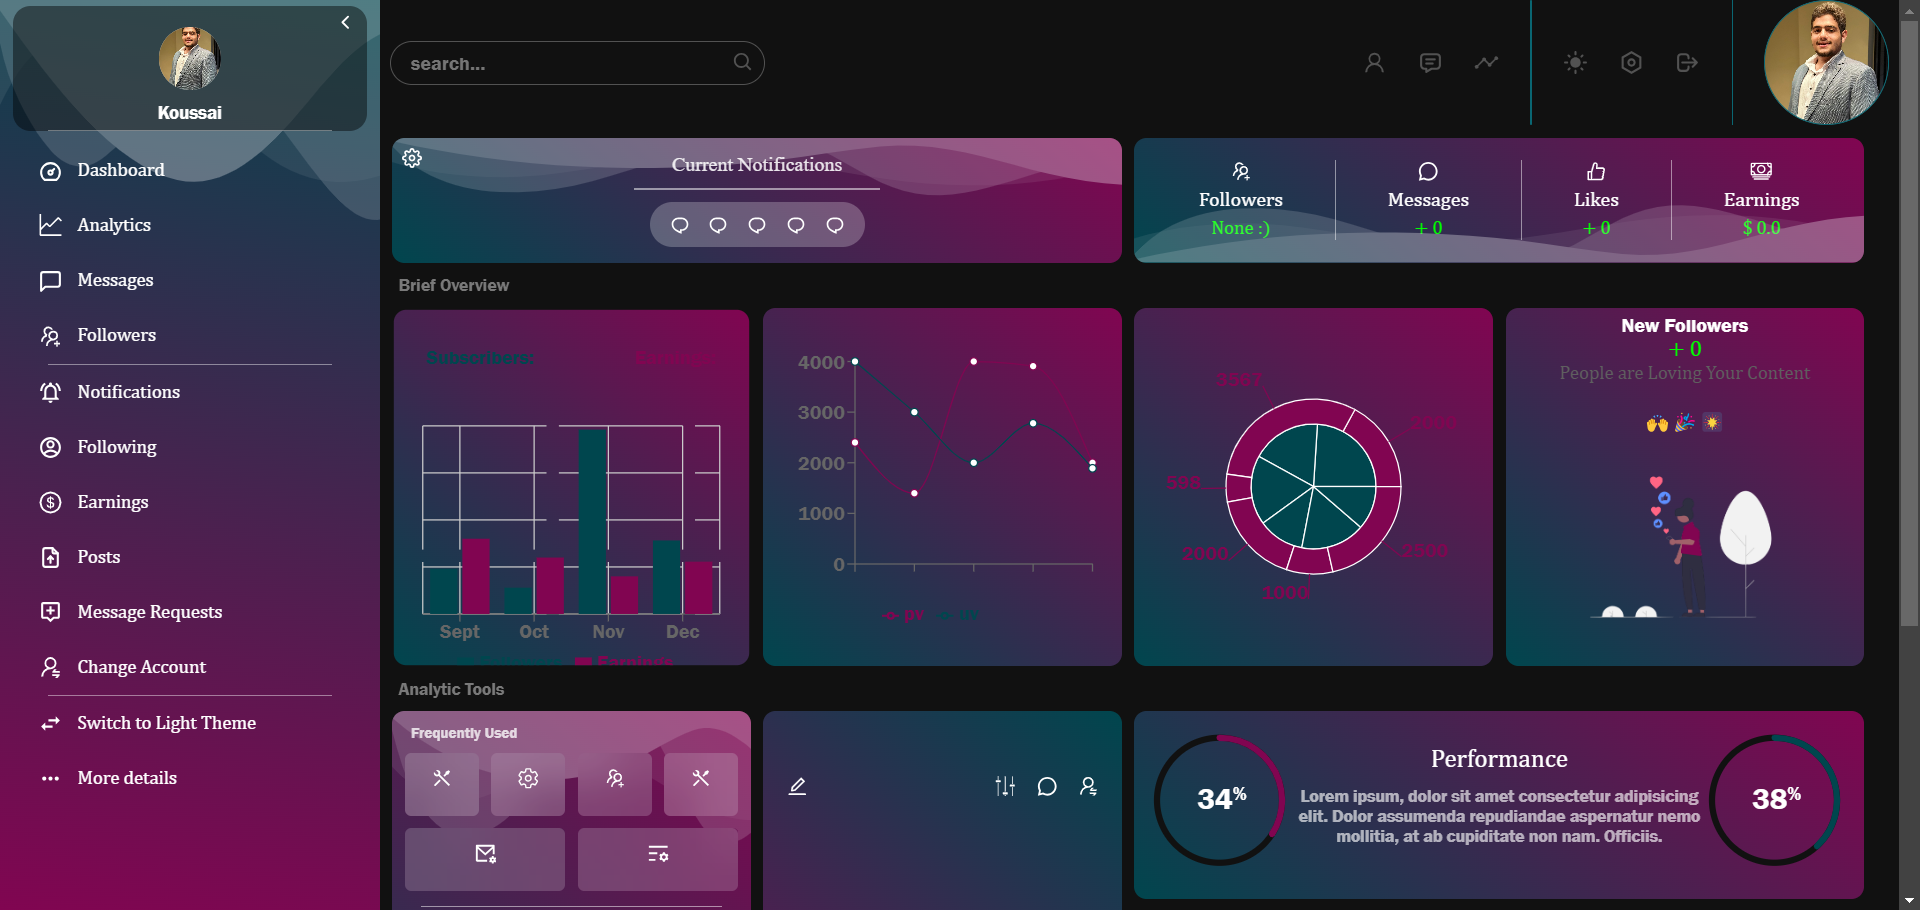 Koussai
Dashboard
Analytics
Messages
Followers
Notifications
Following
Earnings
Posts
Message Requests
Change Account
Switch to Light Theme
More details
search...
Current Notifications
Followers
None :)
Messages
+ 0
Likes
+ 0
Earnings
$ 0.0
Brief Overview
Subscribers:
Earnings:
Sept Oct Nov Dec
Earnings
4000
3000
2000
1000
0
pv uv
3000
598
2000
1000
2500
New Followers
+ 0
People are Loving Your Content
Analytic Tools
Frequently Used
34%
Performance
Lorem ipsum, dolor sit amet consectetur adipisicing
elit. Dolor assumenda repudiandae aspernatur nemo
mollitia, at ab cupiditate non nam. Officiis.
38%